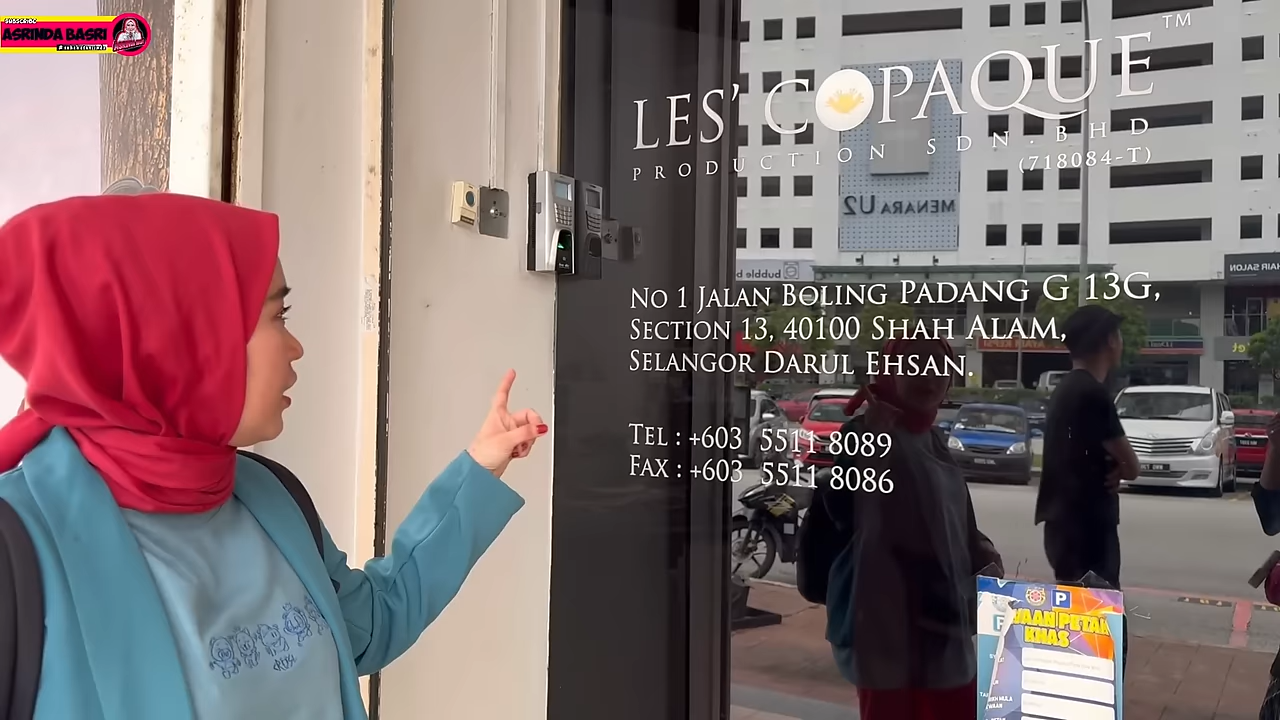 SUBSCRIBE
ASRINDA BASRI
LES' COPAQUE™
PRODUCTION SDN. BHD
(718084-T)
MENARA U2
bubble
HAIR SALON
NO 1 JALAN BOLING PADANG G 13G,
SECTION 13, 40100 SHAH ALAM,
SELANGOR DARUL EHSAN.
TEL : +603 5511 8089
FAX : +603 5511 8086
P
PETAK
KHAS